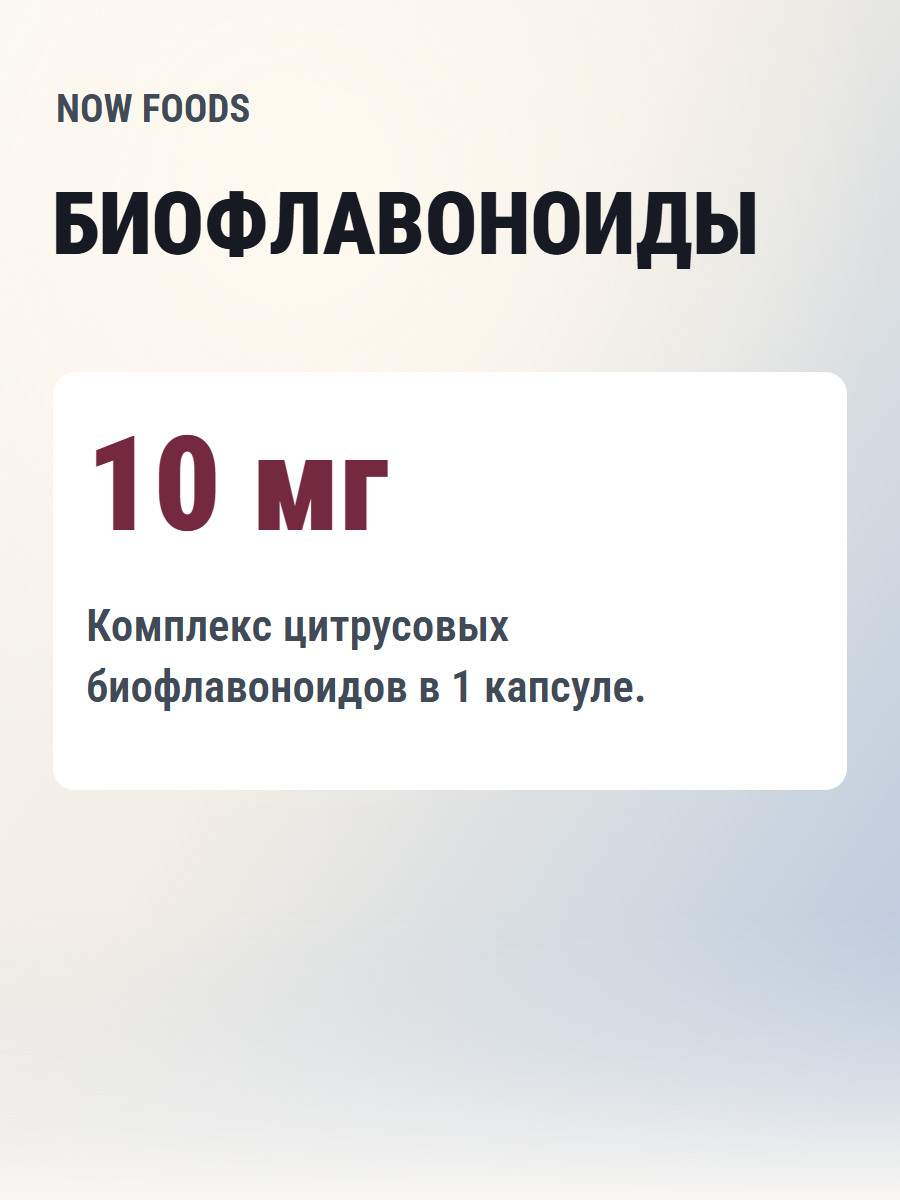 NOW FOODS
БИОФЛАВОНОИДЫ
10 мг
Комплекс цитрусовых
биофлавоноидов в 1 капсуле.